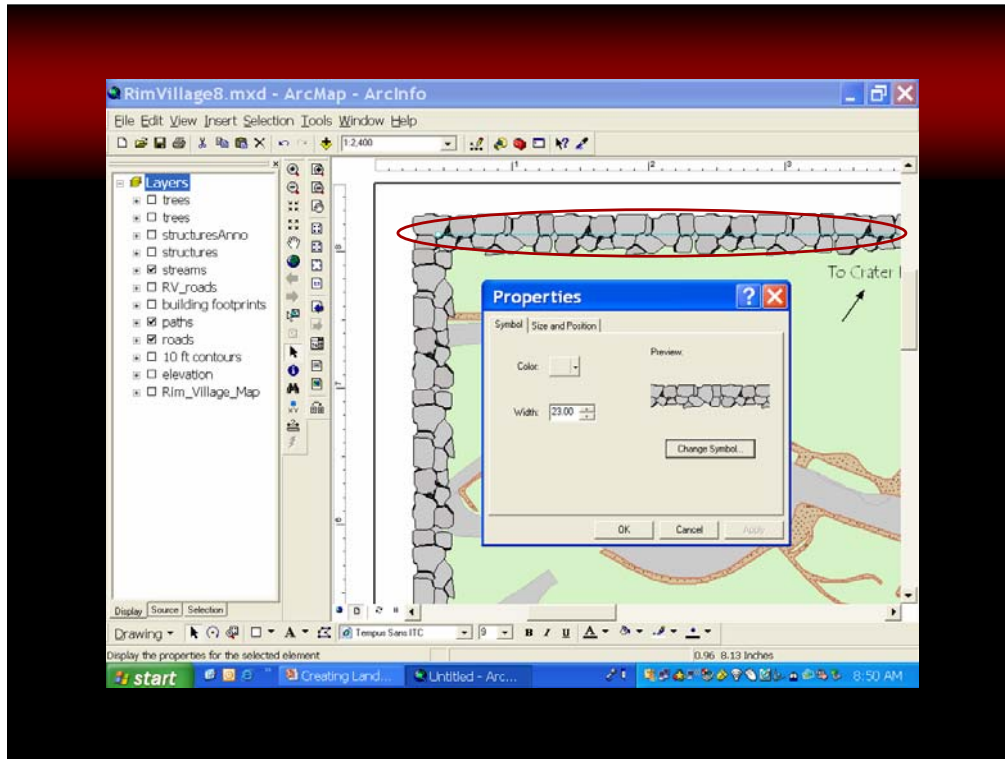 RimVillage8.mxd - ArcMap - ArcInfo
File Edit View Insert Selection Tools Window Help
1:2,400
Layers
trees
trees
structuresAnno
structures
streams
RV_roads
building footprints
paths
roads
10 ft contours
elevation
Rim_Village_Map
1
2
3
To Crater
Properties
Symbol Size and Position
Color:
Preview:
Width: 23.00
Change Symbol...
OK Cancel Apply
Display Source Selection
Drawing A Tempus Sans ITC 9 B I U A
Display the properties for the selected element 0.96 8.13 Inches
start Creating Land... Untitled - Arc... 8:50 AM